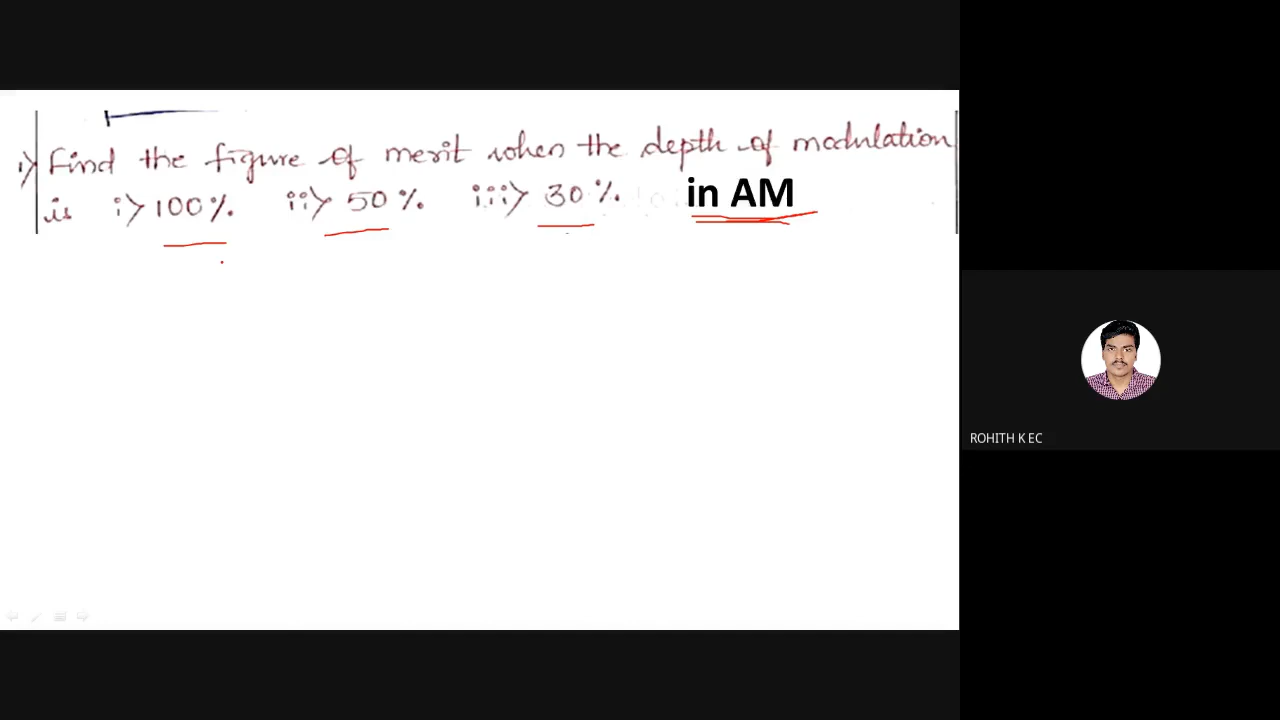 1) Find the figure of merit when the depth of modulation
is i) 100%. ii) 50%. iii) 30%. in AM
ROHITH K EC